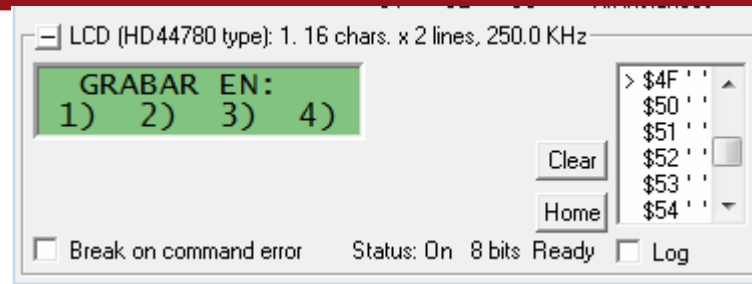 LCD (HD44780 type): 1. 16 chars. x 2 lines, 250.0 KHz
GRABAR EN:
1) 2) 3) 4)
> $4F ' '
$50 ' '
$51 ' '
$52 ' '
$53 ' '
$54 ' '
Clear
Home
Break on command error
Status: On 8 bits Ready
Log